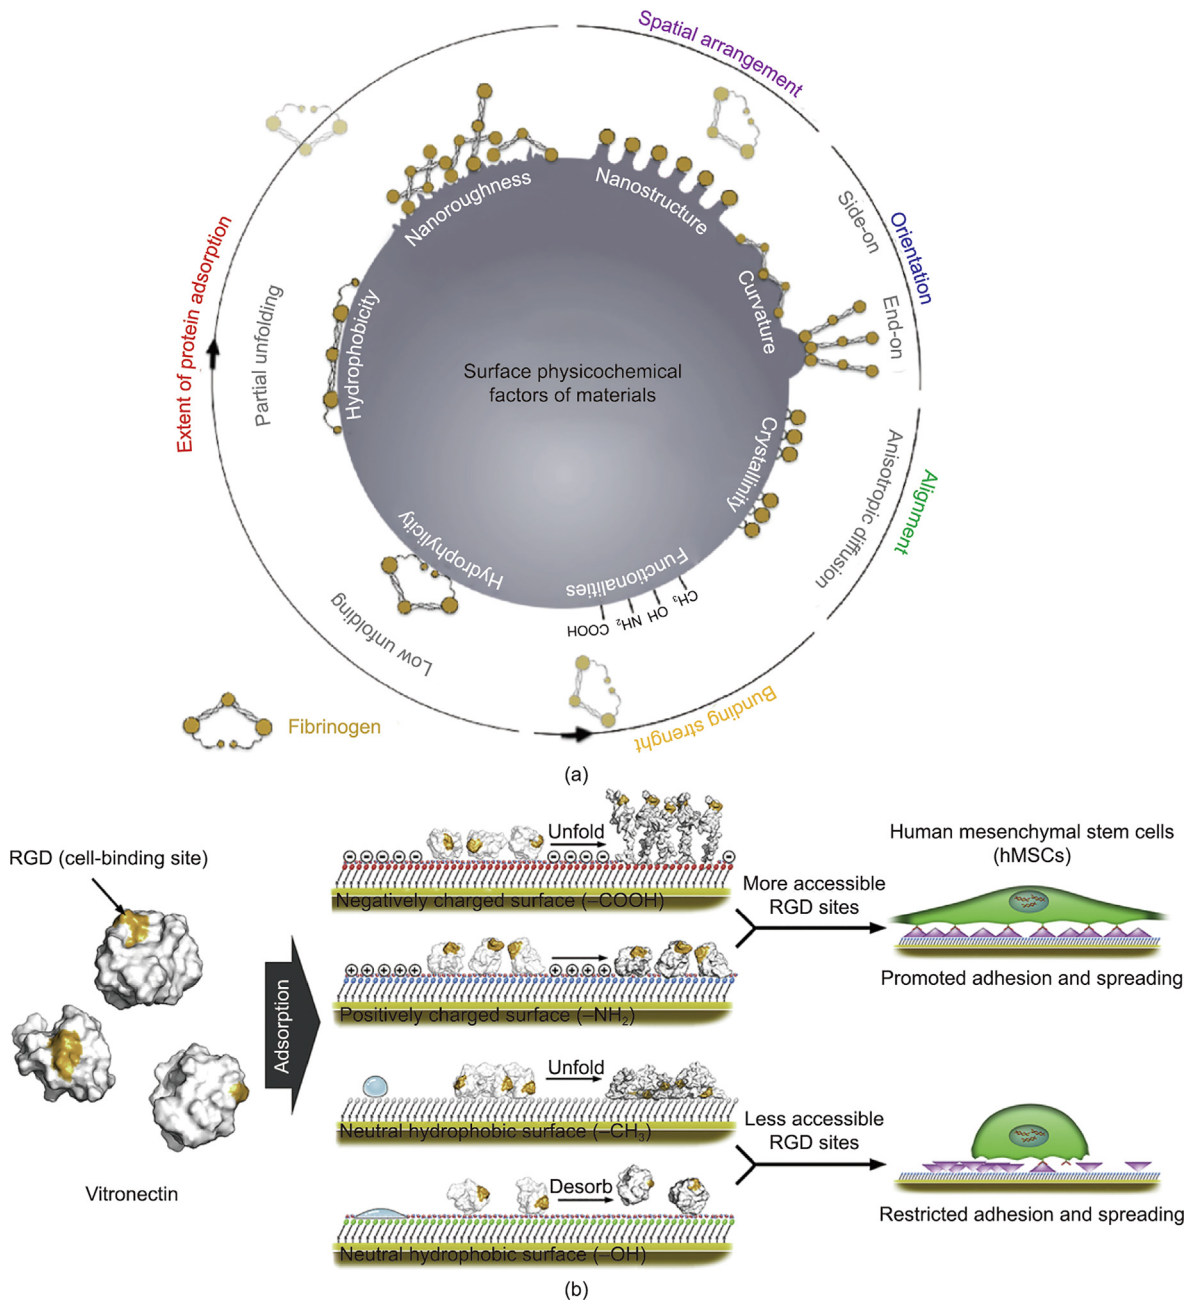 Spatial arrangement
Nanoroughness
Nanostructure
Side-on
Orientation
Extent of protein adsorption
Partial unfolding
Hydrophobicity
Curvature
End-on
Surface physicochemical
factors of materials
Crystallinity
Anisotropic diffusion
Alignment
Hydrophylicity
Functionalities
COOH
NH₂
OH
CH₃
Low unfolding
Bunding strenght
Fibrinogen
(a)
RGD (cell-binding site)
Vitronectin
Adsorption
Unfold
Negatively charged surface (–COOH)
Positively charged surface (–NH₂)
Unfold
Neutral hydrophobic surface (–CH₃)
Desorb
Neutral hydrophobic surface (–OH)
More accessible
RGD sites
Less accessible
RGD sites
Human mesenchymal stem cells
(hMSCs)
Promoted adhesion and spreading
Restricted adhesion and spreading
(b)